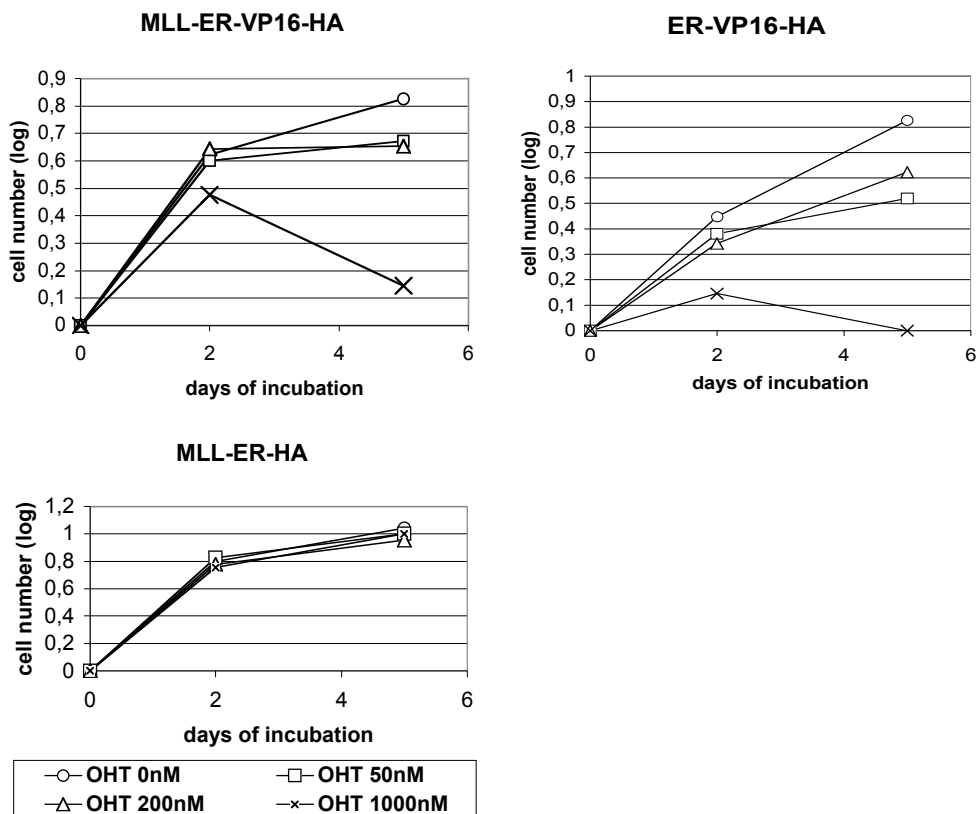 MLL-ER-VP16-HA
cell number (log)
0,9
0,8
0,7
0,6
0,5
0,4
0,3
0,2
0,1
0
0 2 4 6
days of incubation
ER-VP16-HA
cell number (log)
1
0,9
0,8
0,7
0,6
0,5
0,4
0,3
0,2
0,1
0
0 2 4 6
days of incubation
MLL-ER-HA
cell number (log)
1,2
1
0,8
0,6
0,4
0,2
0
0 2 4 6
days of incubation
OHT 0nM OHT 50nM
OHT 200nM OHT 1000nM